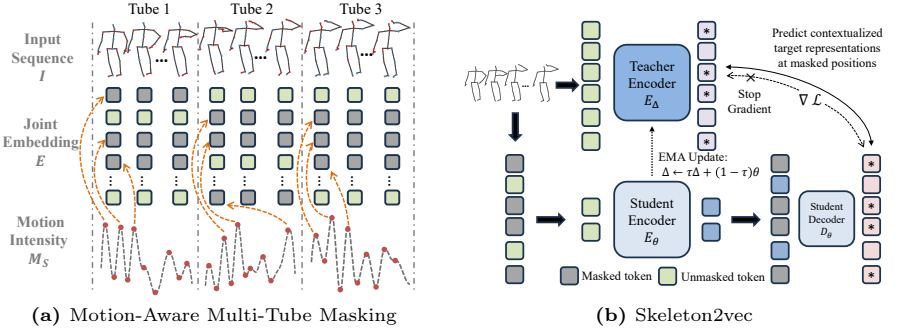 Tube 1 Tube 2 Tube 3
Input
Sequence
I
...
Joint
Embedding
E
Motion
Intensity
M_S
(a) Motion-Aware Multi-Tube Masking
Teacher
Encoder
E_Δ
Predict contextualized
target representations
at masked positions
Stop
Gradient
∇ ℒ
EMA Update:
Δ ← τΔ + (1 − τ)θ
Student
Encoder
E_θ
Student
Decoder
D_θ
Masked token Unmasked token
(b) Skeleton2vec